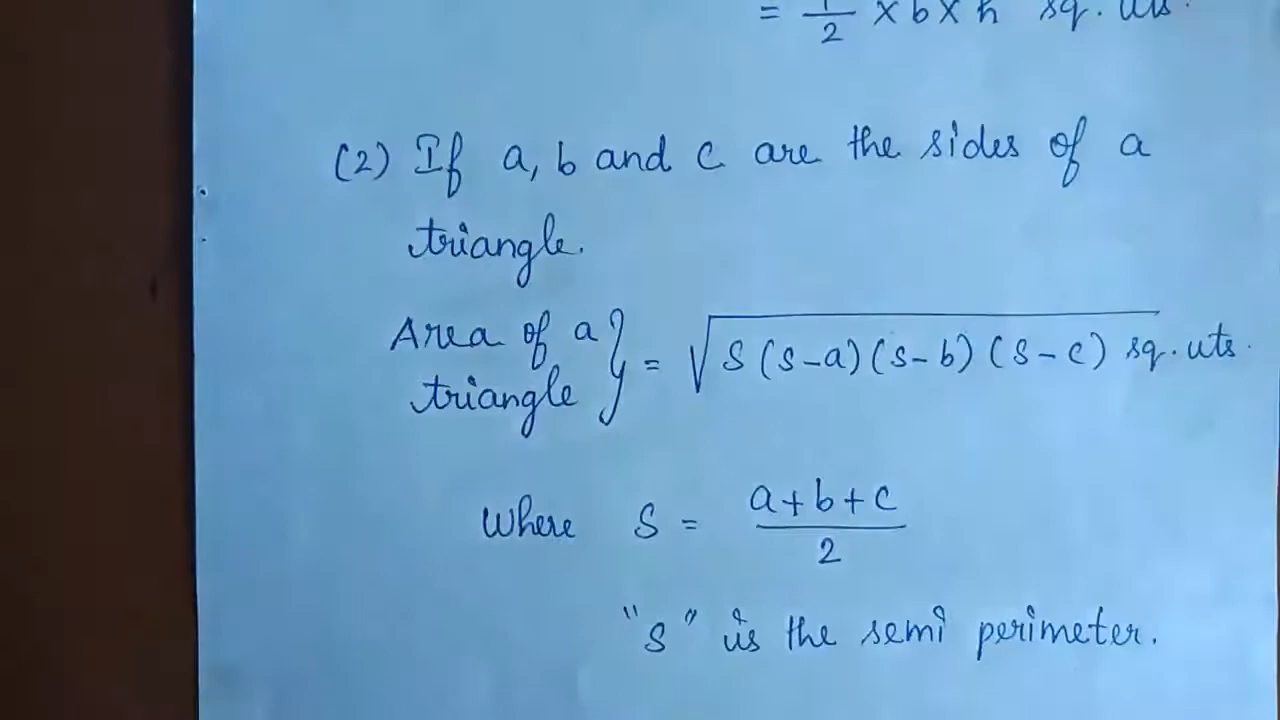 = 1/2 × b × h sq. uts.
(2) If a, b and c are the sides of a
triangle.
Area of a
triangle } = √S(S-a)(S-b)(S-c) sq. uts.
Where S = a+b+c
2
"S" is the semi perimeter.